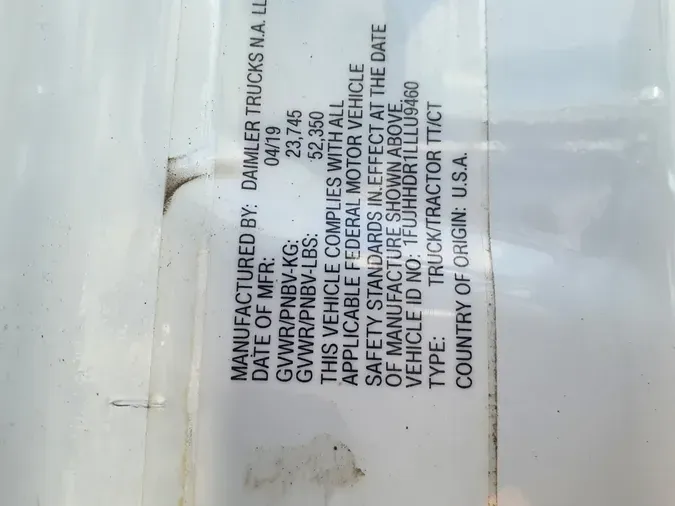 MANUFACTURED BY: DAIMLER TRUCKS N.A. LL
DATE OF MFR: 04/19
GVWR/PNBV-KG: 23,745
GVWR/PNBV-LBS: 52,350
THIS VEHICLE COMPLIES WITH ALL
APPLICABLE FEDERAL MOTOR VEHICLE
SAFETY STANDARDS IN EFFECT AT THE DATE
OF MANUFACTURE SHOWN ABOVE.
VEHICLE ID NO: 1FUJHHDR1LLLU9460
TYPE: TRUCK/TRACTOR TT/CT
COUNTRY OF ORIGIN: U.S.A.